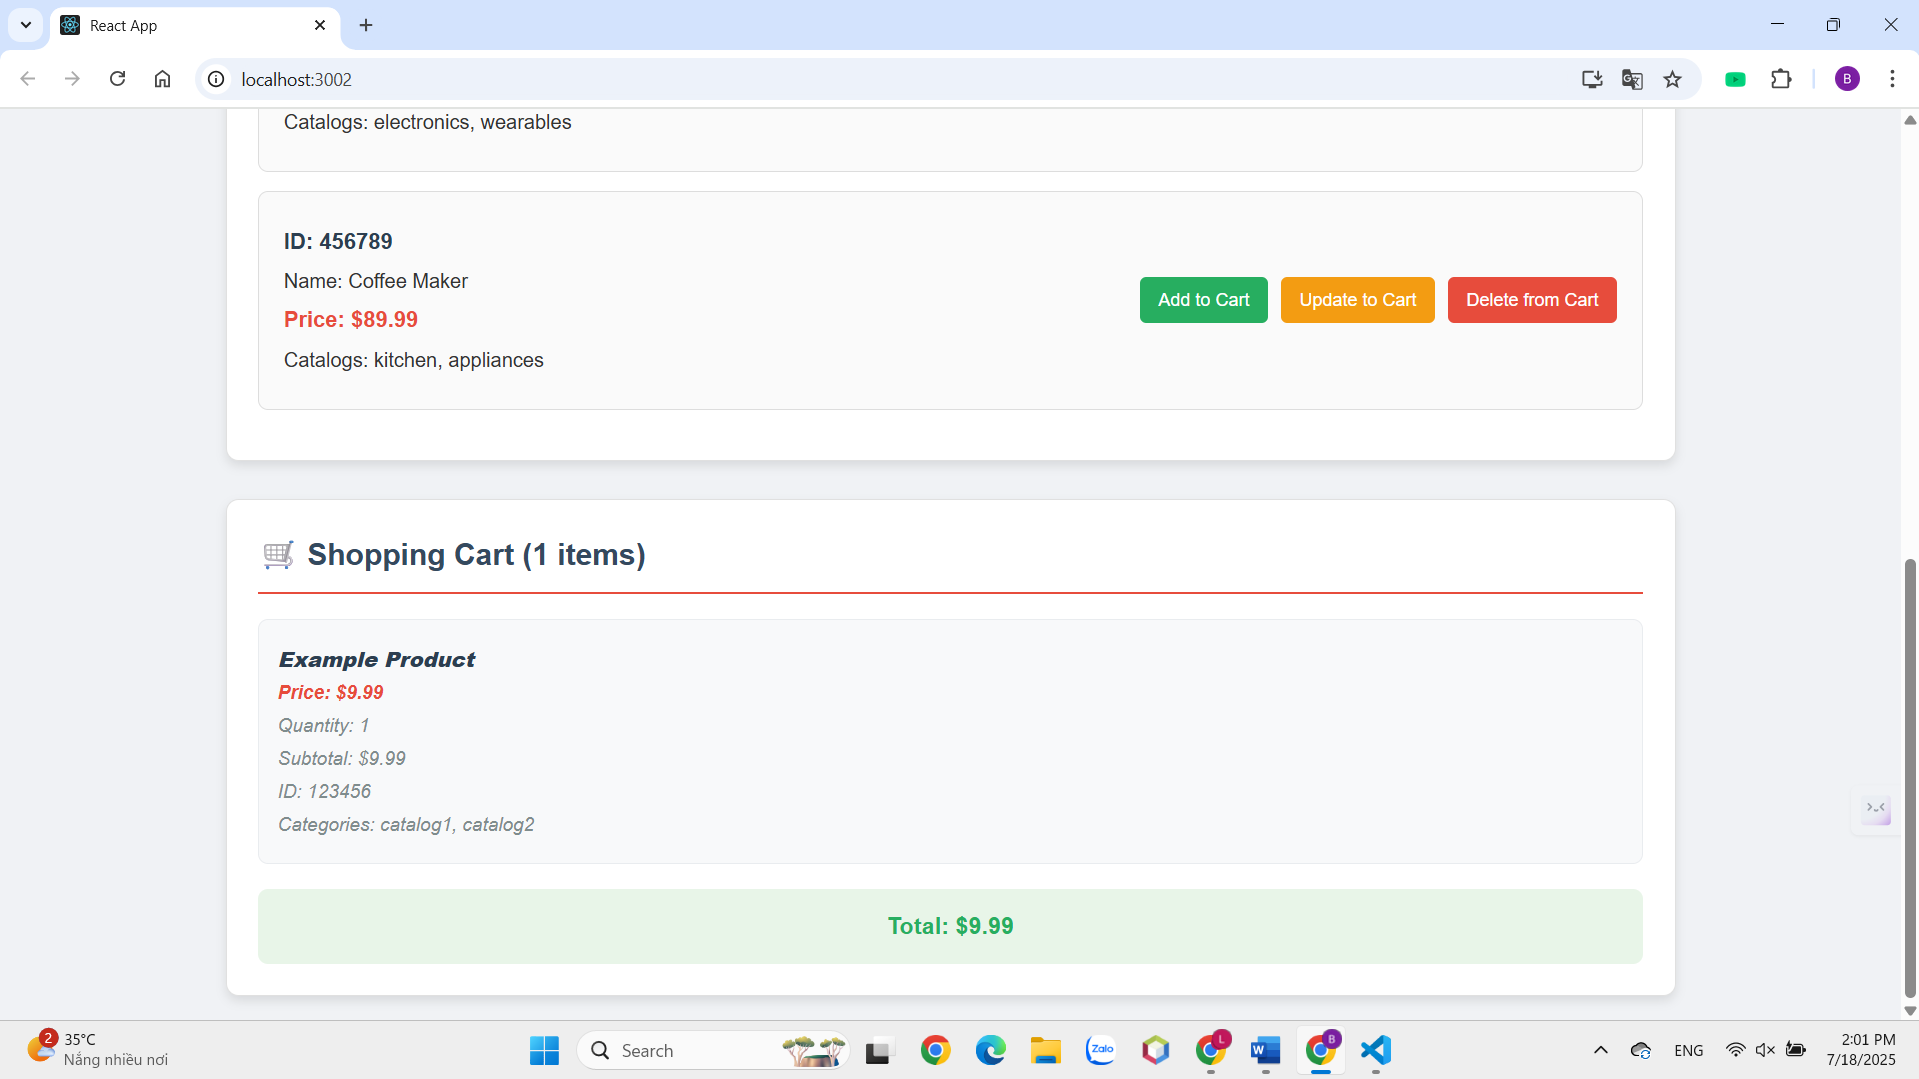 React App
localhost:3002
Catalogs: electronics, wearables
ID: 456789
Name: Coffee Maker
Price: $89.99
Catalogs: kitchen, appliances
Add to Cart
Update to Cart
Delete from Cart
Shopping Cart (1 items)
Example Product
Price: $9.99
Quantity: 1
Subtotal: $9.99
ID: 123456
Categories: catalog1, catalog2
Total: $9.99
2
35°C
Nắng nhiều nơi
Search
Zalo
L
W
B
ENG
2:01 PM
7/18/2025
B